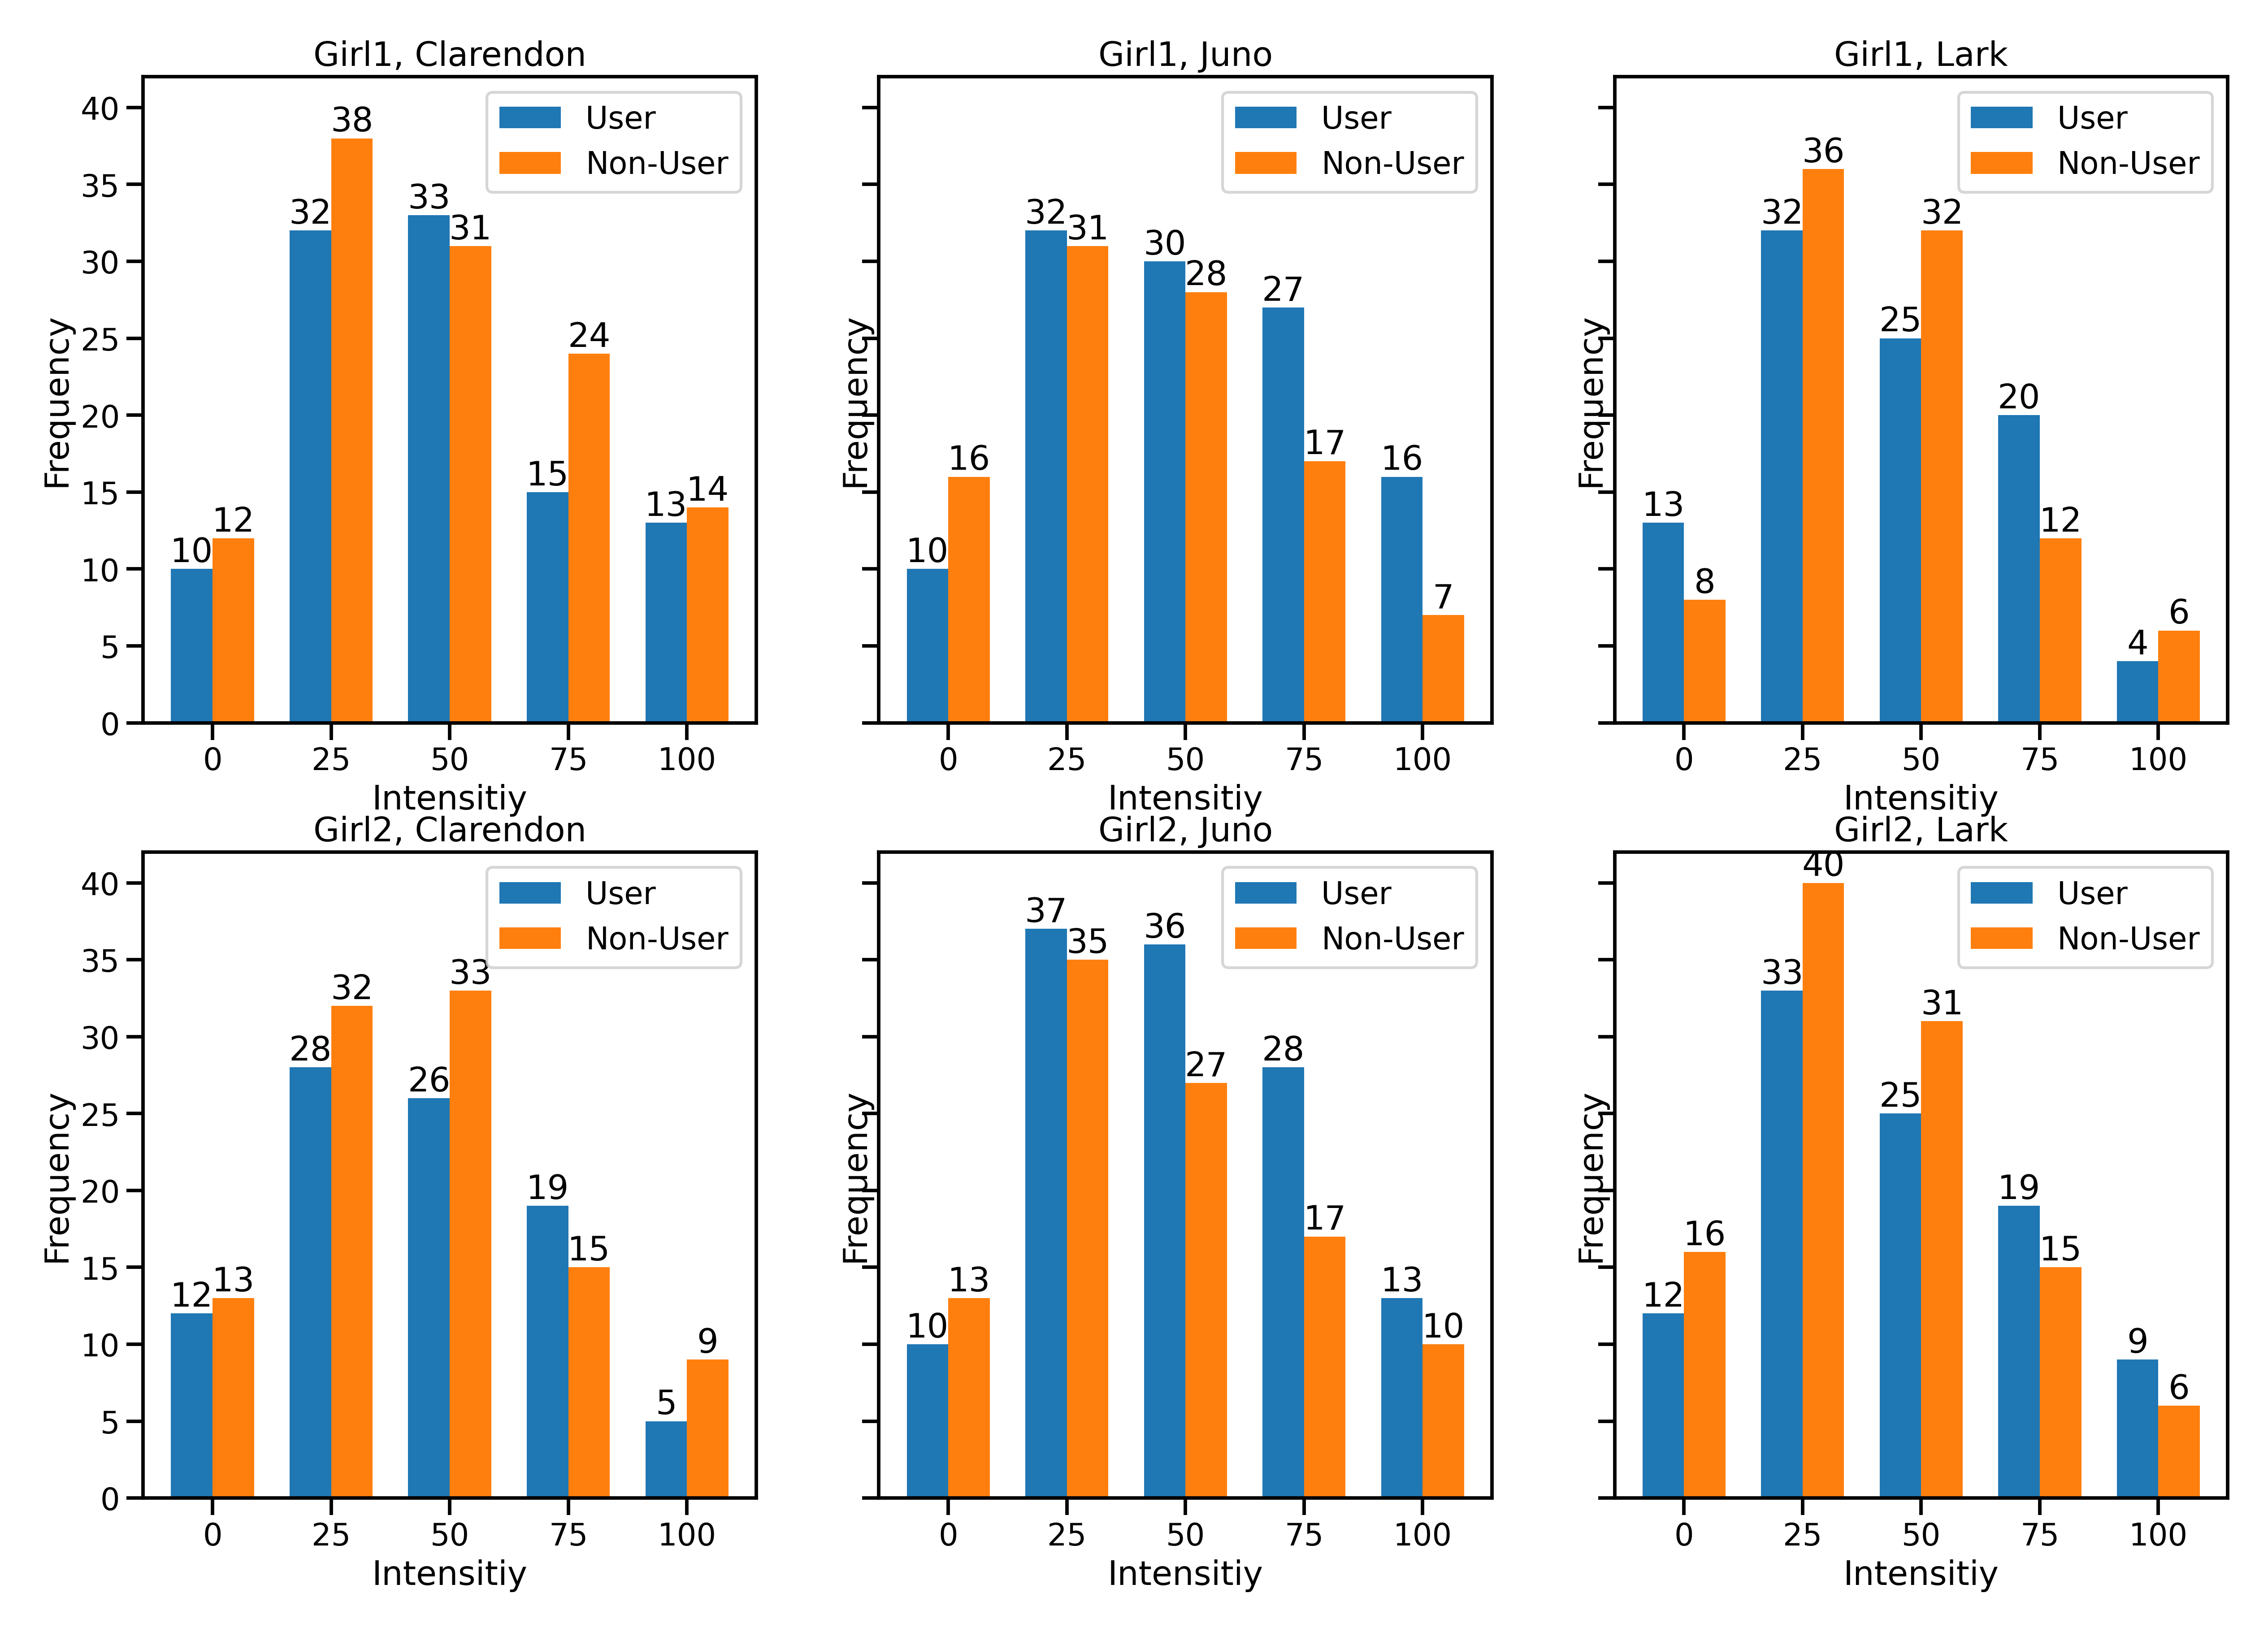 Girl1, Clarendon
User
Non-User
Frequency
40
35
30
25
20
15
10
5
0
10 12 32 38 33 31 15 24 13 14
0 25 50 75 100
Intensitiy
Girl1, Juno
User
Non-User
Frequency
10 16 32 31 30 28 27 17 16 7
0 25 50 75 100
Intensitiy
Girl1, Lark
User
Non-User
Frequency
13 8 32 36 25 32 20 12 4 6
0 25 50 75 100
Intensitiy
Girl2, Clarendon
User
Non-User
Frequency
40
35
30
25
20
15
10
5
0
12 13 28 32 26 33 19 15 5 9
0 25 50 75 100
Intensitiy
Girl2, Juno
User
Non-User
Frequency
10 13 37 35 36 27 28 17 13 10
0 25 50 75 100
Intensitiy
Girl2, Lark
User
Non-User
Frequency
12 16 33 40 25 31 19 15 9 6
0 25 50 75 100
Intensitiy